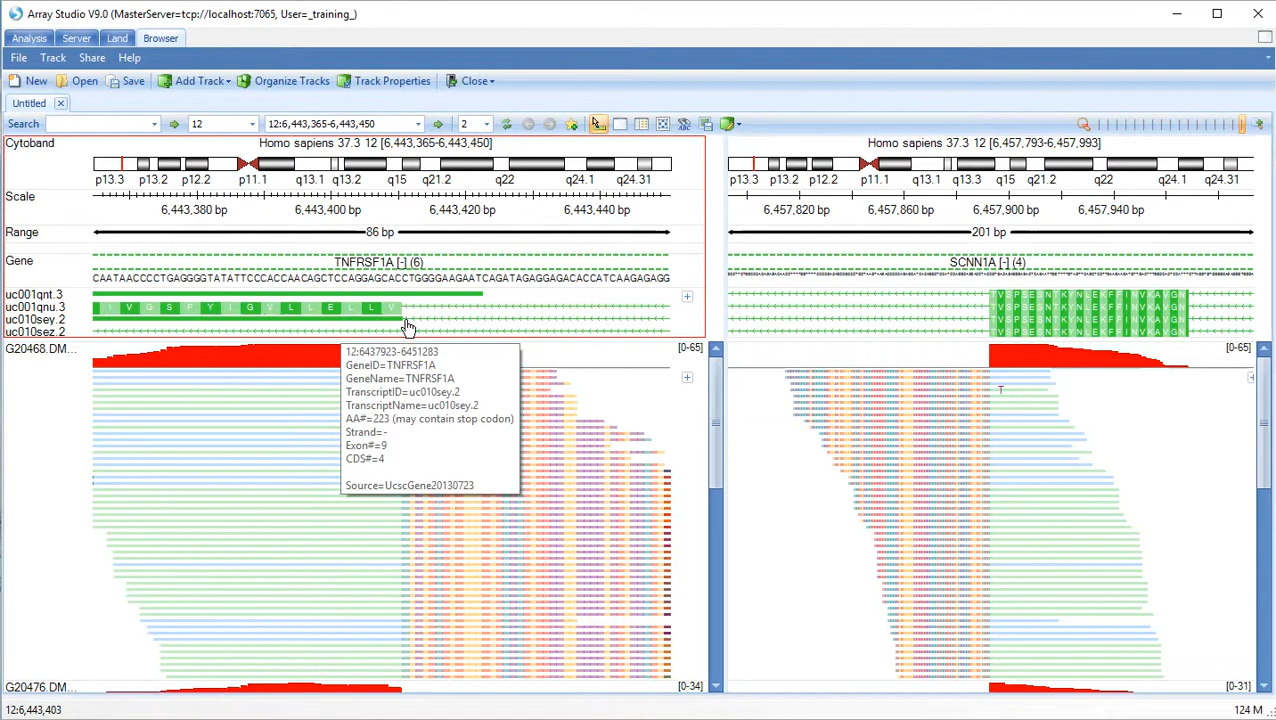 Array Studio V9.0 (MasterServer=tcp://localhost:7065, User=_training_)
Analysis Server Land Browser
File Track Share Help
New Open Save Add Track Organize Tracks Track Properties Close
Untitled
Search 12 12:6,443,365-6,443,450 2
Cytoband Homo sapiens 37.3 12 [6,443,365-6,443,450] Homo sapiens 37.3 12 [6,457,793-6,457,993]
p13.3 p13.2 p12.2 p11.1 q13.1 q13.2 q15 q21.2 q22 q24.1 q24.31 p13.3 p13.2 p12.2 p11.1 q13.1 q13.3 q15 q21.2 q22 q24.1 q24.31
Scale
6,443,380 bp 6,443,400 bp 6,443,420 bp 6,443,440 bp 6,457,820 bp 6,457,860 bp 6,457,900 bp 6,457,940 bp
Range 86 bp 201 bp
Gene TNFRSF1A [-] (6) SCNN1A [-] (4)
CAATAACCCCTGAGGGGTATATTCCCACCAACAGCTCCAGGAGCACCTGGGGAAGAATCAGATAGAGGAGACACCATCAAGAGAGG
uc001qnt.3
uc001qnu.3 I V G S P Y I G V L L E L L V TVSPSESNTKYNLEKFFINVKAVGN
uc010sey.2
uc010sez.2
G20468 DM... [0-65] [0-65]
12:6437923-6451283
GeneID=TNFRSF1A
GeneName=TNFRSF1A
TranscriptID=uc010sey.2
TranscriptName=uc010sey.2
AA#=223 (may contain stop codon)
Strand=-
Exon#=9
CDS#=7
Source=UcscGene20130723
T
G20476 DM... [0-34] [0-31]
12:6,443,403 124 M